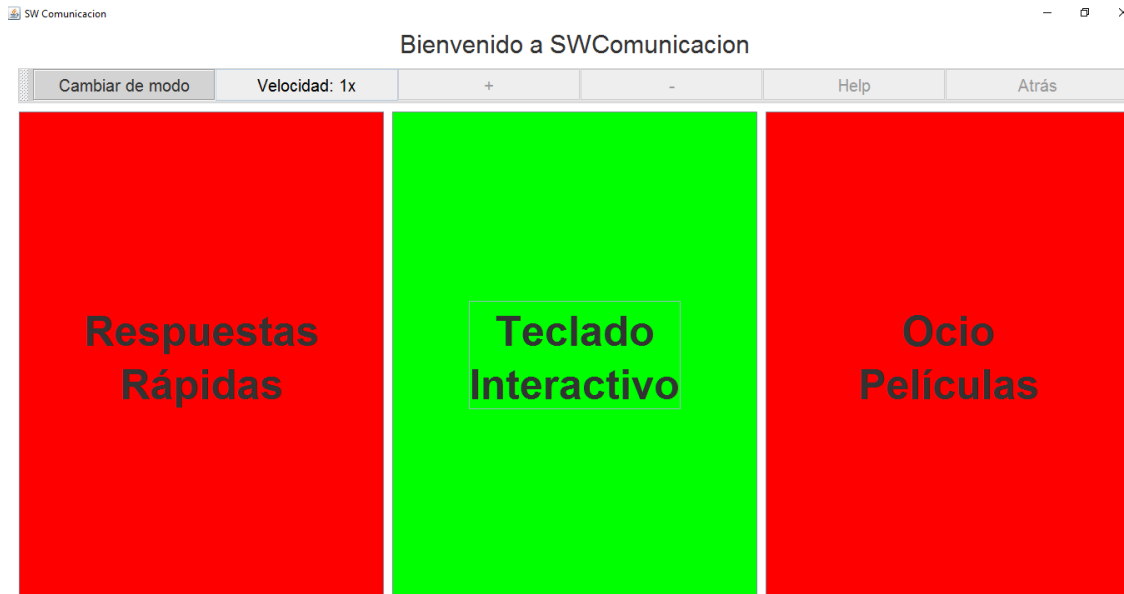 SW Comunicacion
Bienvenido a SWComunicacion
Cambiar de modo Velocidad: 1x + - Help Atrás
Respuestas
Rápidas
Teclado
Interactivo
Ocio
Películas